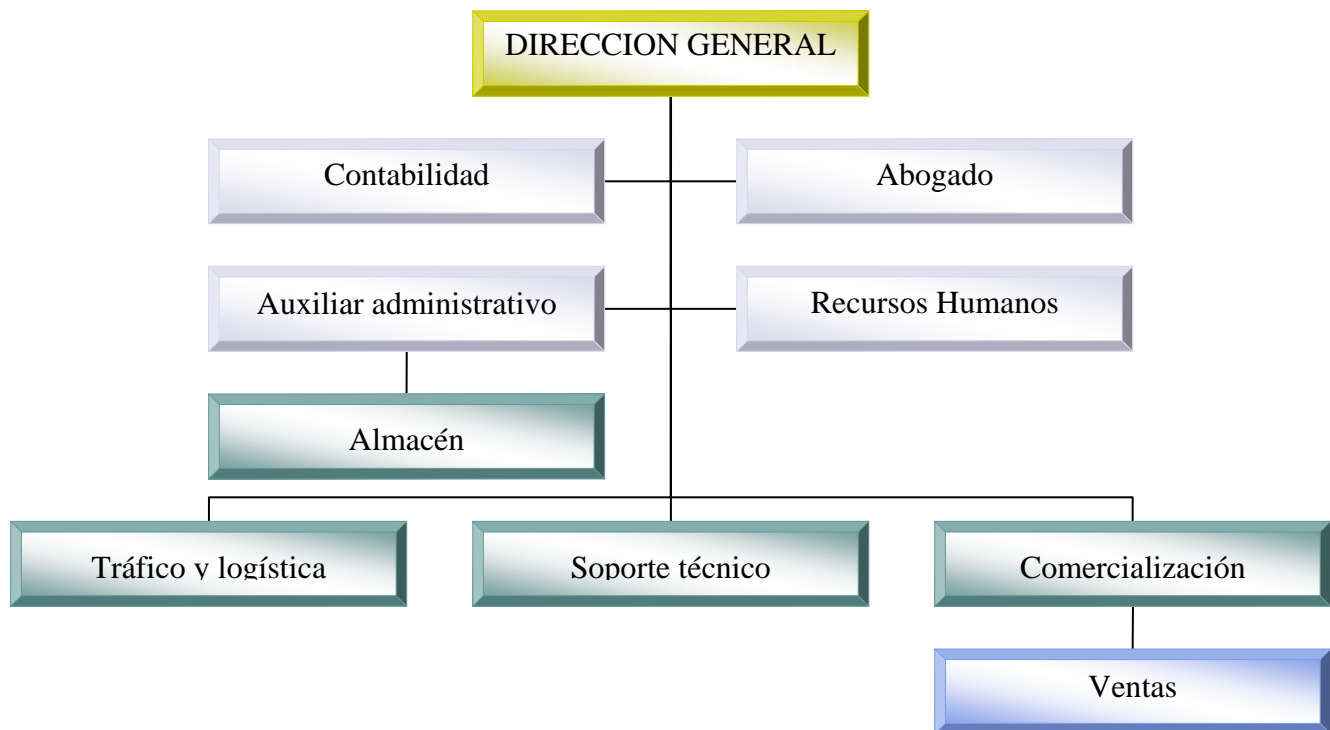 DIRECCION GENERAL
Contabilidad
Abogado
Auxiliar administrativo
Recursos Humanos
Almacén
Tráfico y logística
Soporte técnico
Comercialización
Ventas